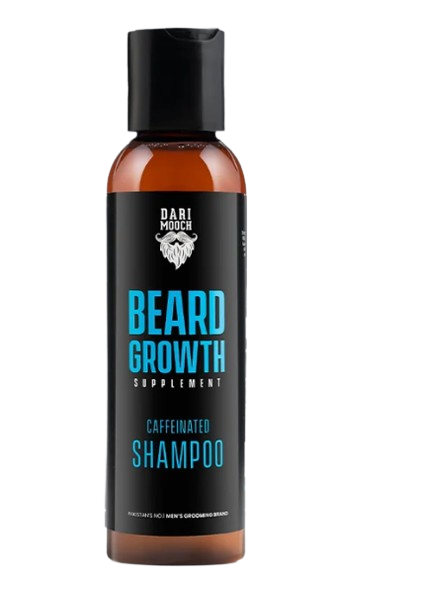 DARI
MOOCH
BEARD
GROWTH
SUPPLEMENT
CAFFEINATED
SHAMPOO
PAKISTAN'S NO.1 MEN'S GROOMING BRAND